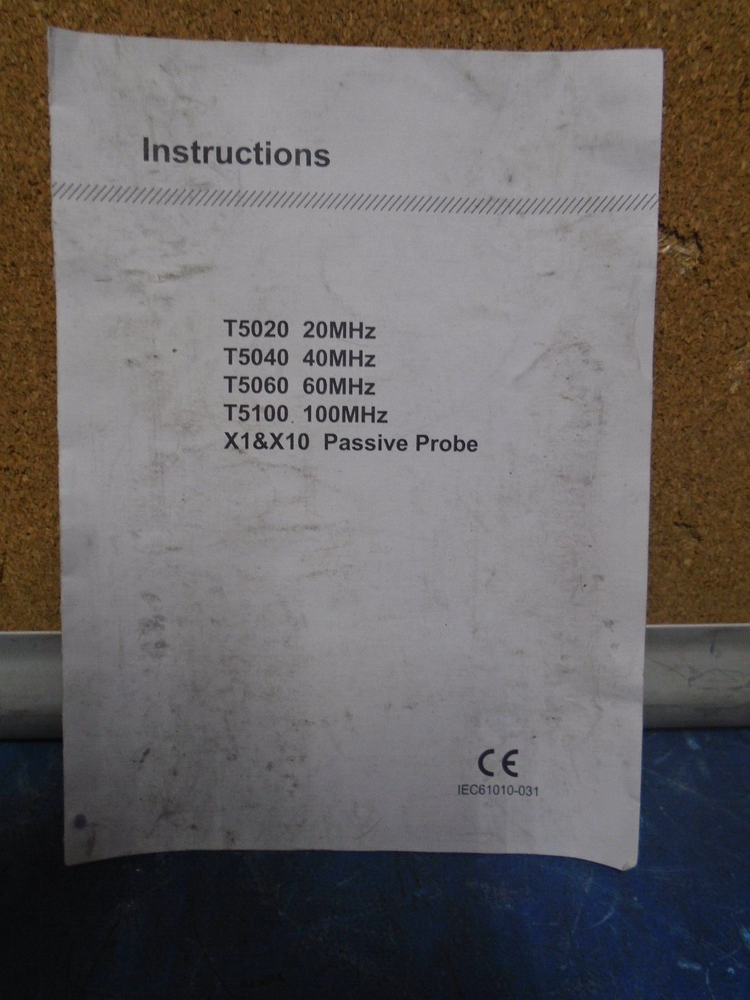 Instructions
T5020 20MHz
T5040 40MHz
T5060 60MHz
T5100 100MHz
X1&X10 Passive Probe
CE
IEC61010-031